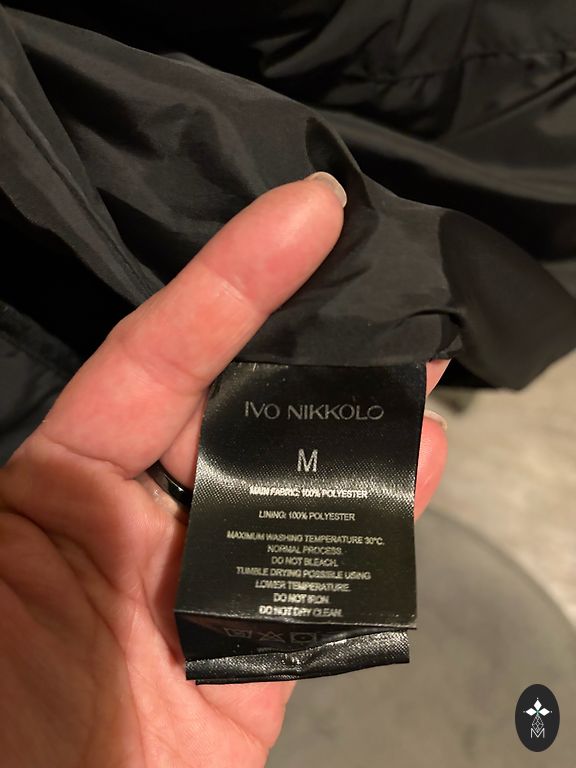 IVO NIKKOLO
M
MAIN FABRIC: 100% POLYESTER
LINING: 100% POLYESTER
MAXIMUM WASHING TEMPERATURE 30°C.
NORMAL PROCESS.
DO NOT BLEACH.
TUMBLE DRYING POSSIBLE USING
LOWER TEMPERATURE.
DO NOT IRON.
DO NOT DRY CLEAN.
M